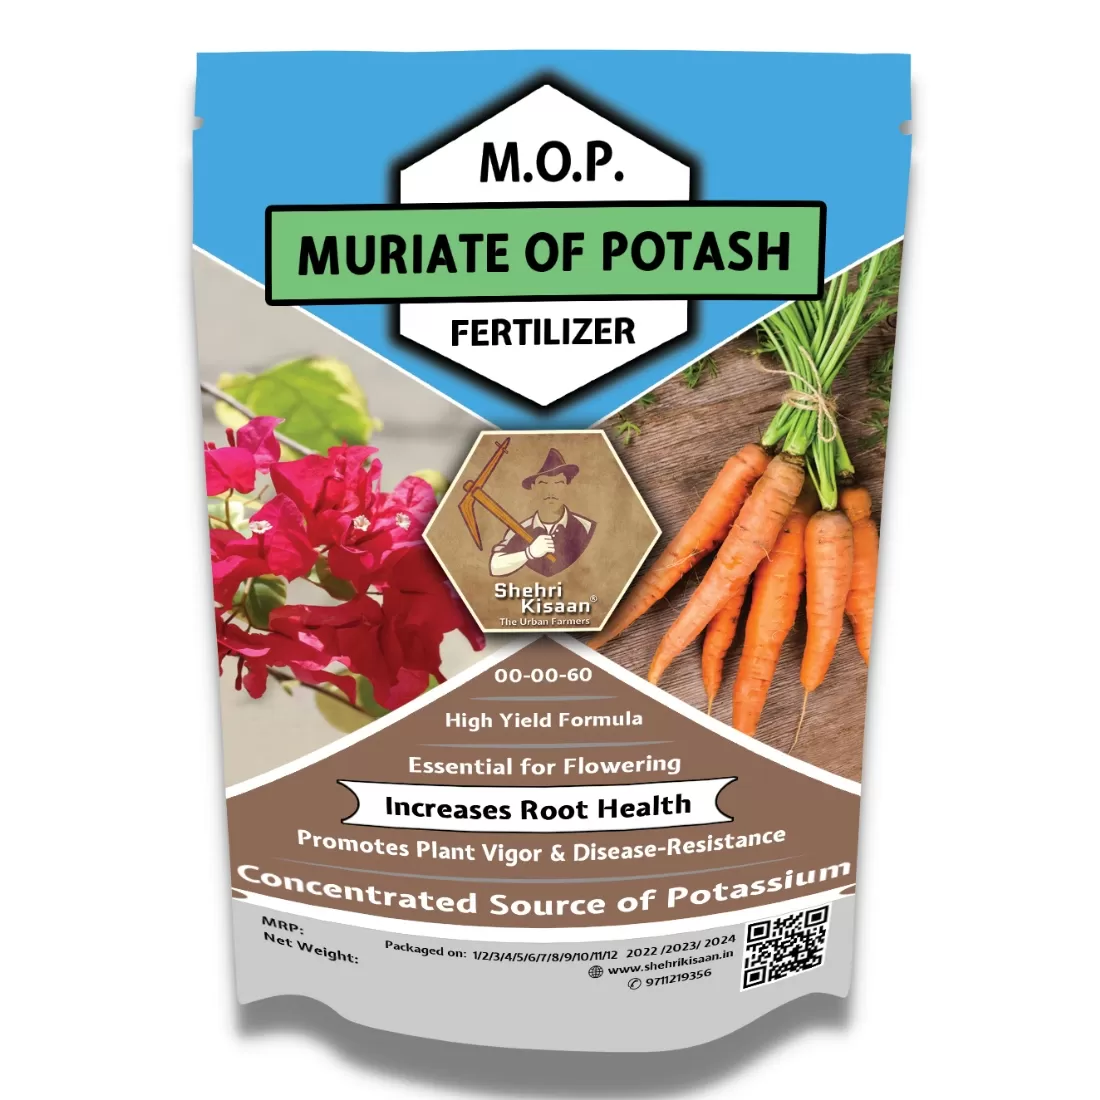 M.O.P.
MURIATE OF POTASH
FERTILIZER
Shehri
Kisaan®
The Urban Farmers
00-00-60
High Yield Formula
Essential for Flowering
Increases Root Health
Promotes Plant Vigor & Disease-Resistance
Concentrated Source of Potassium
MRP:
Net Weight:
Packaged on: 1/2/3/4/5/6/7/8/9/10/11/12 2022 /2023/ 2024
www.shehrikisaan.in
9711219356